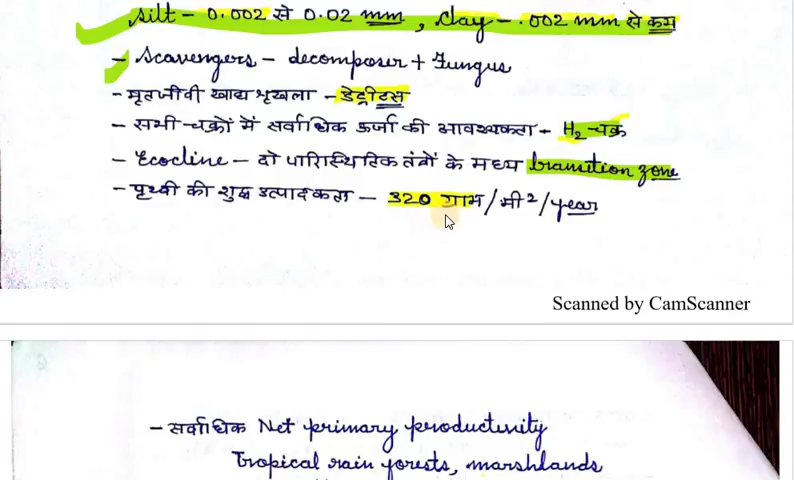 silt - 0.002 से 0.02 mm, clay - .002 mm से कम
- Scavengers - decomposer + Fungus
- मृतजीवी खाद्य शृंखला - डेट्रीटस
- सभी चक्रों में सर्वाधिक ऊर्जा की आवश्यकता - H₂-चक्र
- Ecocline - दो पारिस्थितिक तंत्रों के मध्य transition zone
- पृथ्वी की शुद्ध उत्पादकता - 320 ग्राम/मी²/year
Scanned by CamScanner
- सर्वाधिक Net primary productivity
Tropical rain forests, marshlands